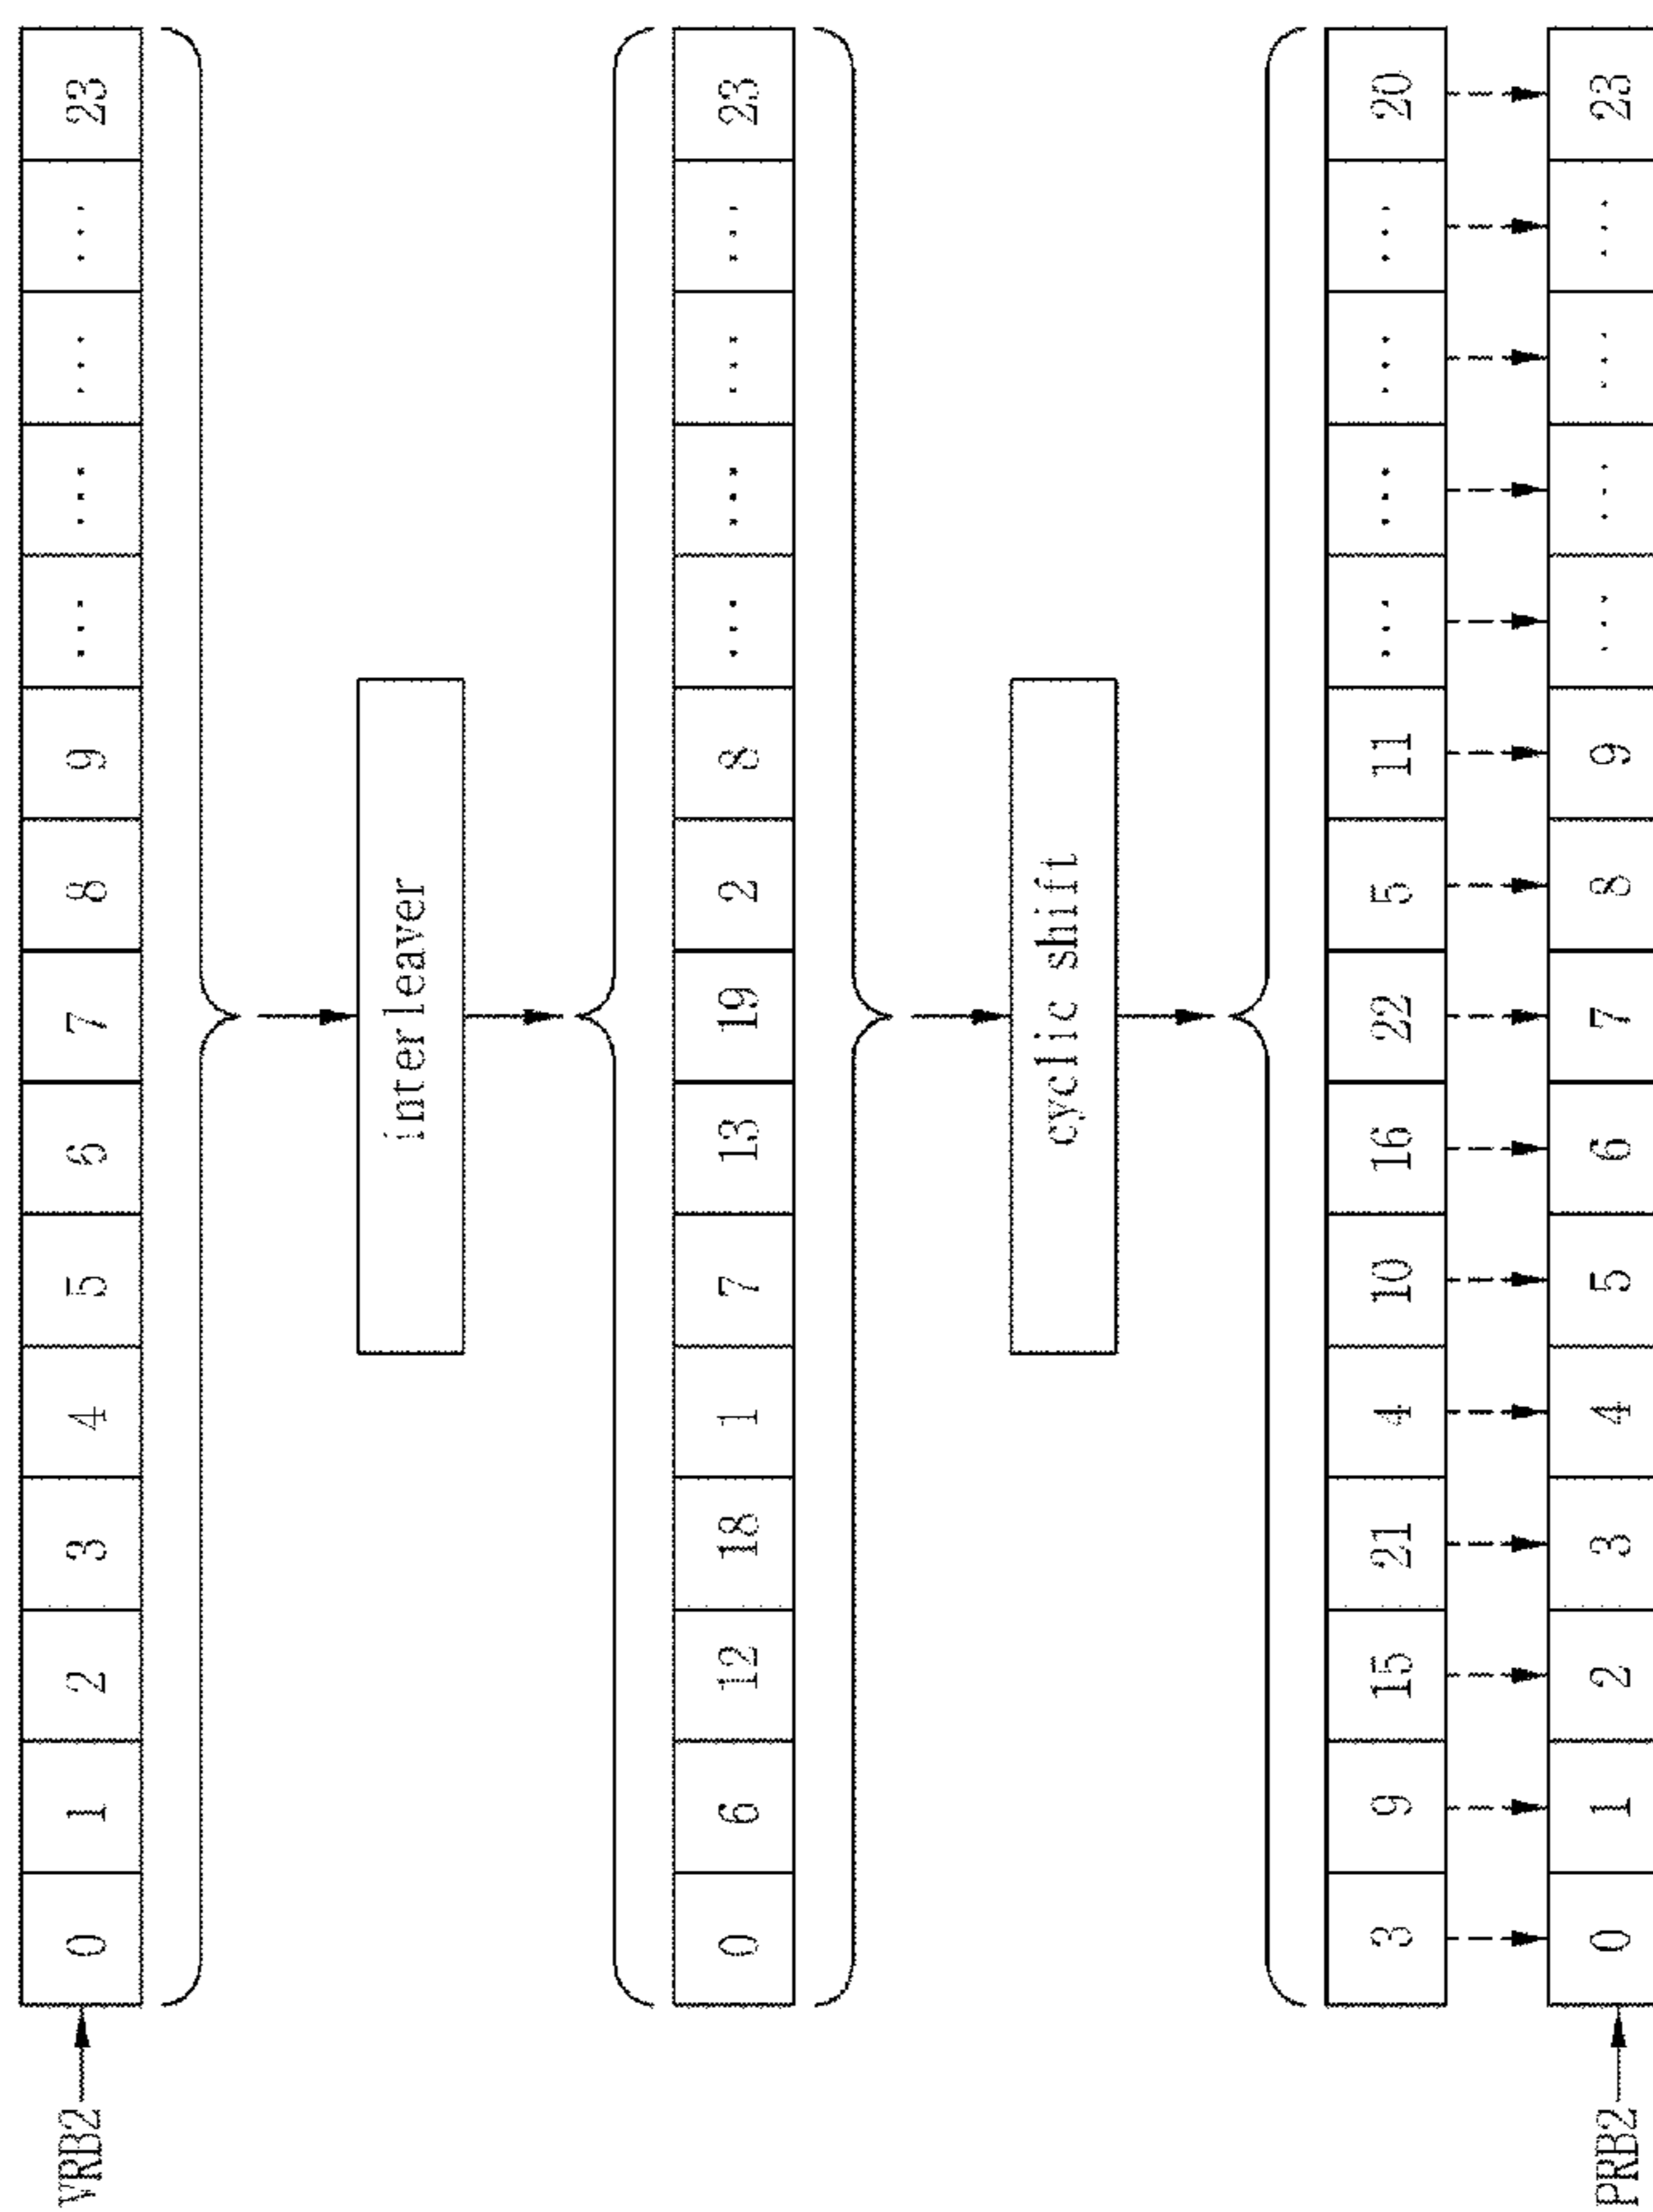 VRB2
0 1 2 3 4 5 6 7 8 9 ... ... ... ... 23
interleaver
0 6 12 18 1 7 13 19 2 8 ... ... ... ... 23
cyclic shift
3 9 15 21 4 10 16 22 5 11 ... ... ... ... 20
PRB2
0 1 2 3 4 5 6 7 8 9 ... ... ... ... 23